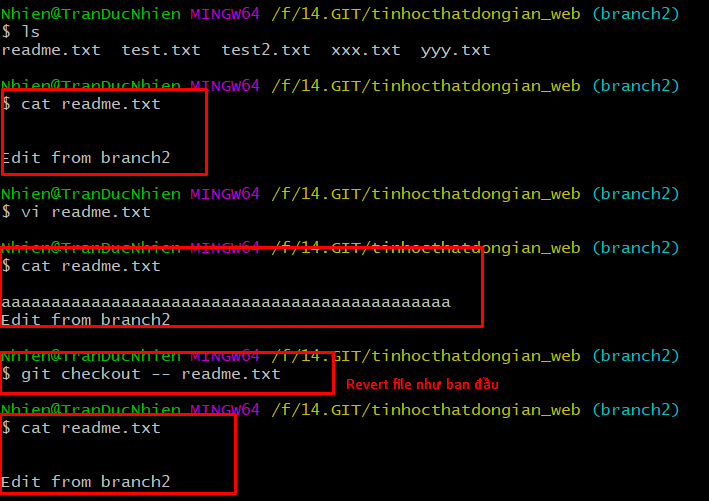 Nhien@TranDucNhien MINGW64 /f/14.GIT/tinhocthatdongian_web (branch2)
$ ls
readme.txt  test.txt  test2.txt  xxx.txt  yyy.txt
Nhien@TranDucNhien MINGW64 /f/14.GIT/tinhocthatdongian_web (branch2)
$ cat readme.txt
Edit from branch2
Nhien@TranDucNhien MINGW64 /f/14.GIT/tinhocthatdongian_web (branch2)
$ vi readme.txt
Nhien@TranDucNhien MINGW64 /f/14.GIT/tinhocthatdongian_web (branch2)
$ cat readme.txt
aaaaaaaaaaaaaaaaaaaaaaaaaaaaaaaaaaaaaaaaaaaaa
Edit from branch2
Nhien@TranDucNhien MINGW64 /f/14.GIT/tinhocthatdongian_web (branch2)
$ git checkout -- readme.txt
Revert file như ban đầu
Nhien@TranDucNhien MINGW64 /f/14.GIT/tinhocthatdongian_web (branch2)
$ cat readme.txt
Edit from branch2